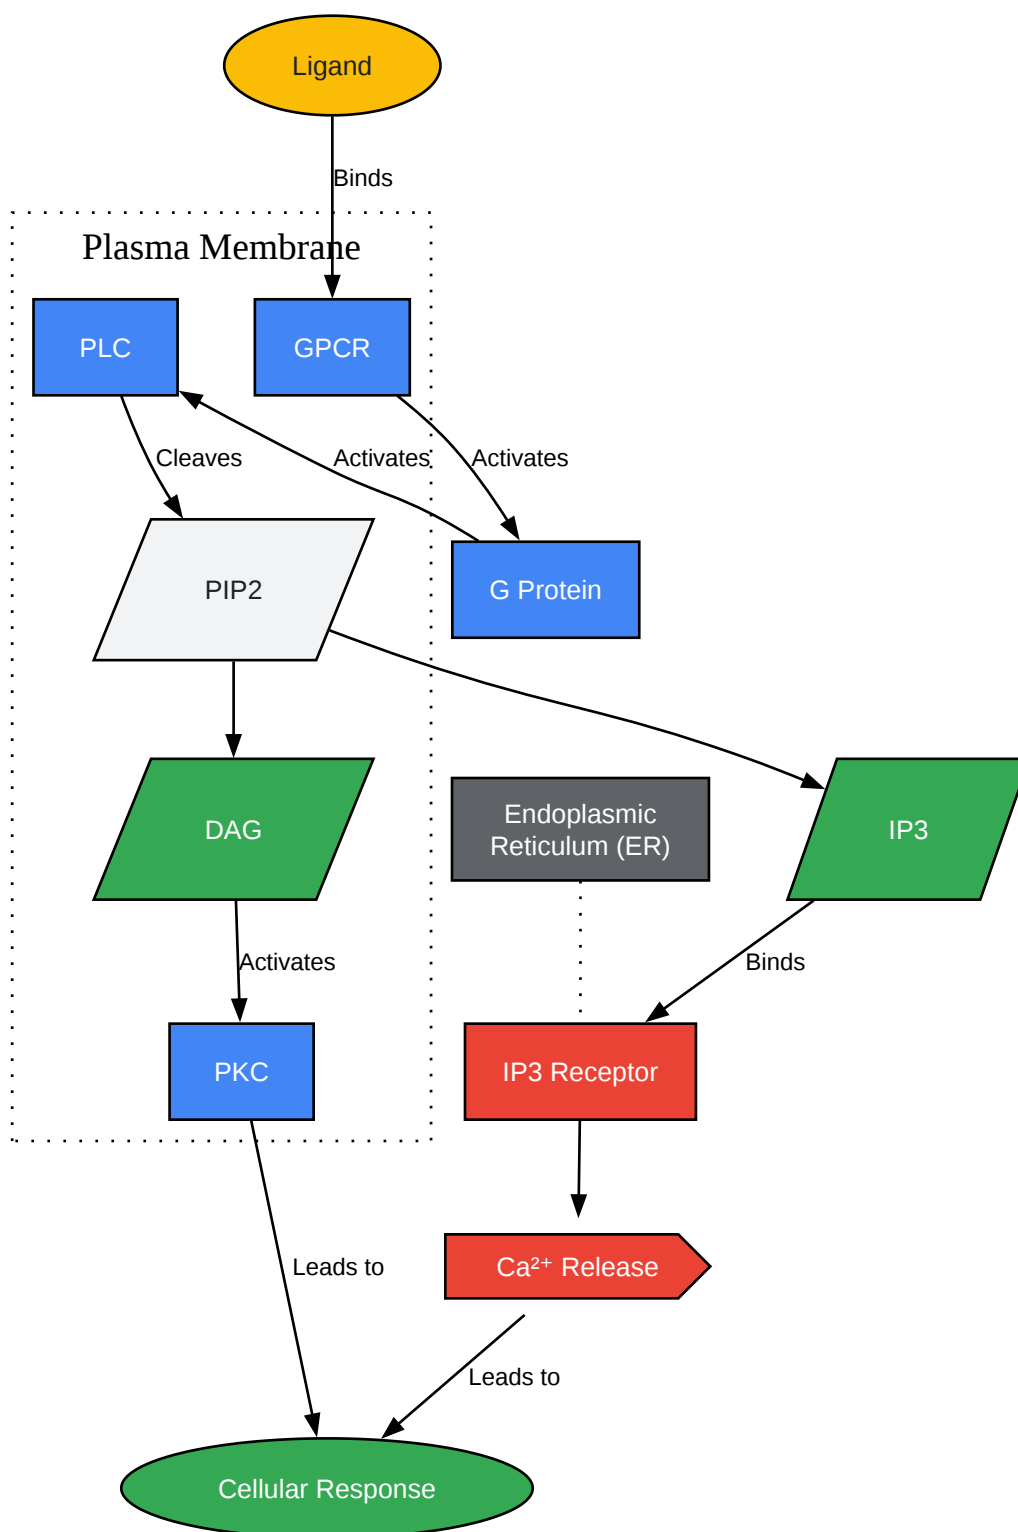 Ligand
Binds
Plasma Membrane
PLC
GPCR
Cleaves
Activates
Activates
PIP2
G Protein
DAG
Endoplasmic
Reticulum (ER)
IP3
Activates
Binds
PKC
IP3 Receptor
Leads to
Ca²⁺ Release
Leads to
Cellular Response